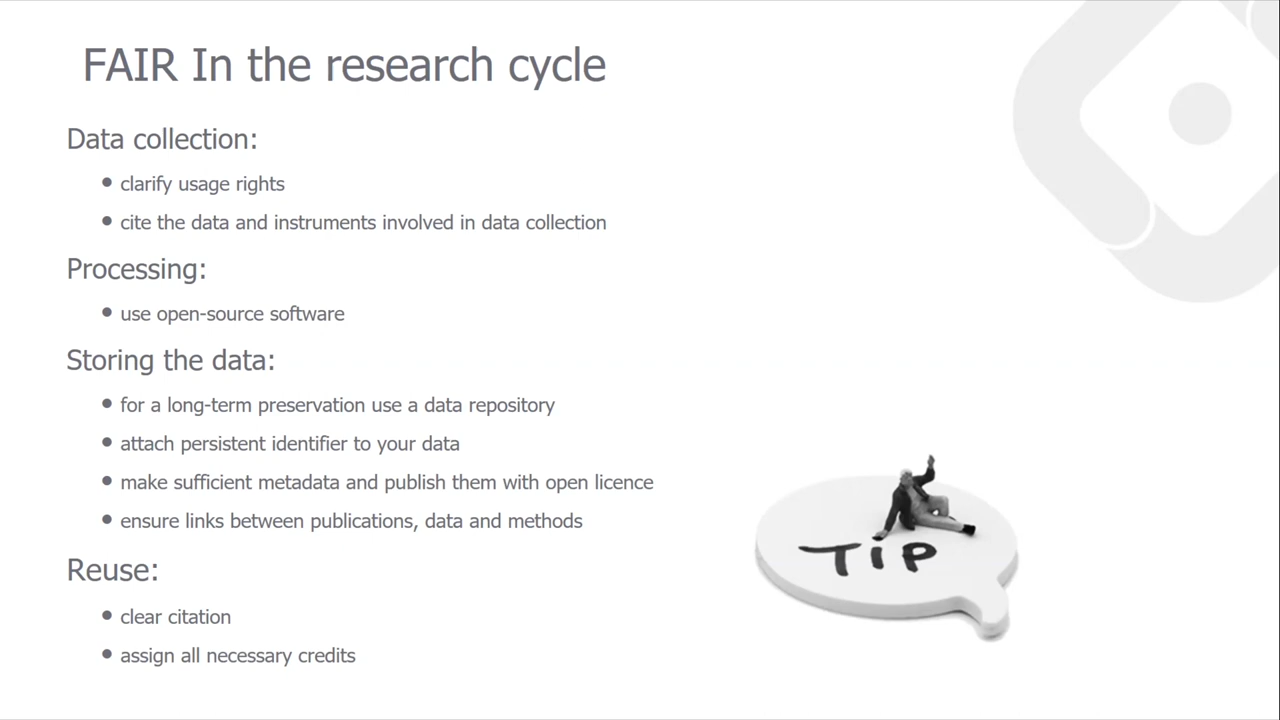 FAIR In the research cycle
Data collection:
• clarify usage rights
• cite the data and instruments involved in data collection
Processing:
• use open-source software
Storing the data:
• for a long-term preservation use a data repository
• attach persistent identifier to your data
• make sufficient metadata and publish them with open licence
• ensure links between publications, data and methods
TIP
Reuse:
• clear citation
• assign all necessary credits